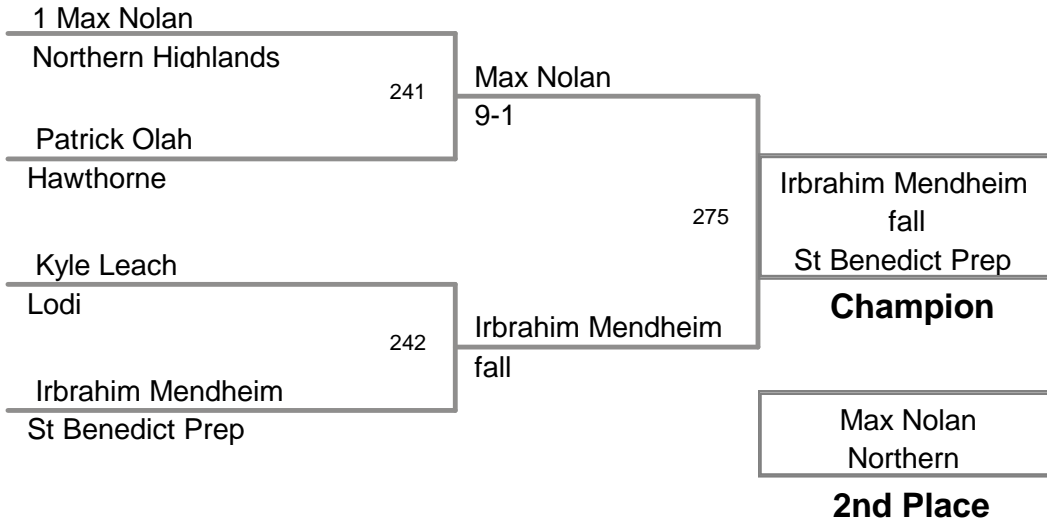 1 Max Nolan
Northern Highlands
241
Max Nolan
9-1
Patrick Olah
Hawthorne
275
Irbrahim Mendheim
fall
St Benedict Prep
Champion
Kyle Leach
Lodi
242
Irbrahim Mendheim
fall
Irbrahim Mendheim
St Benedict Prep
Max Nolan
Northern
2nd Place